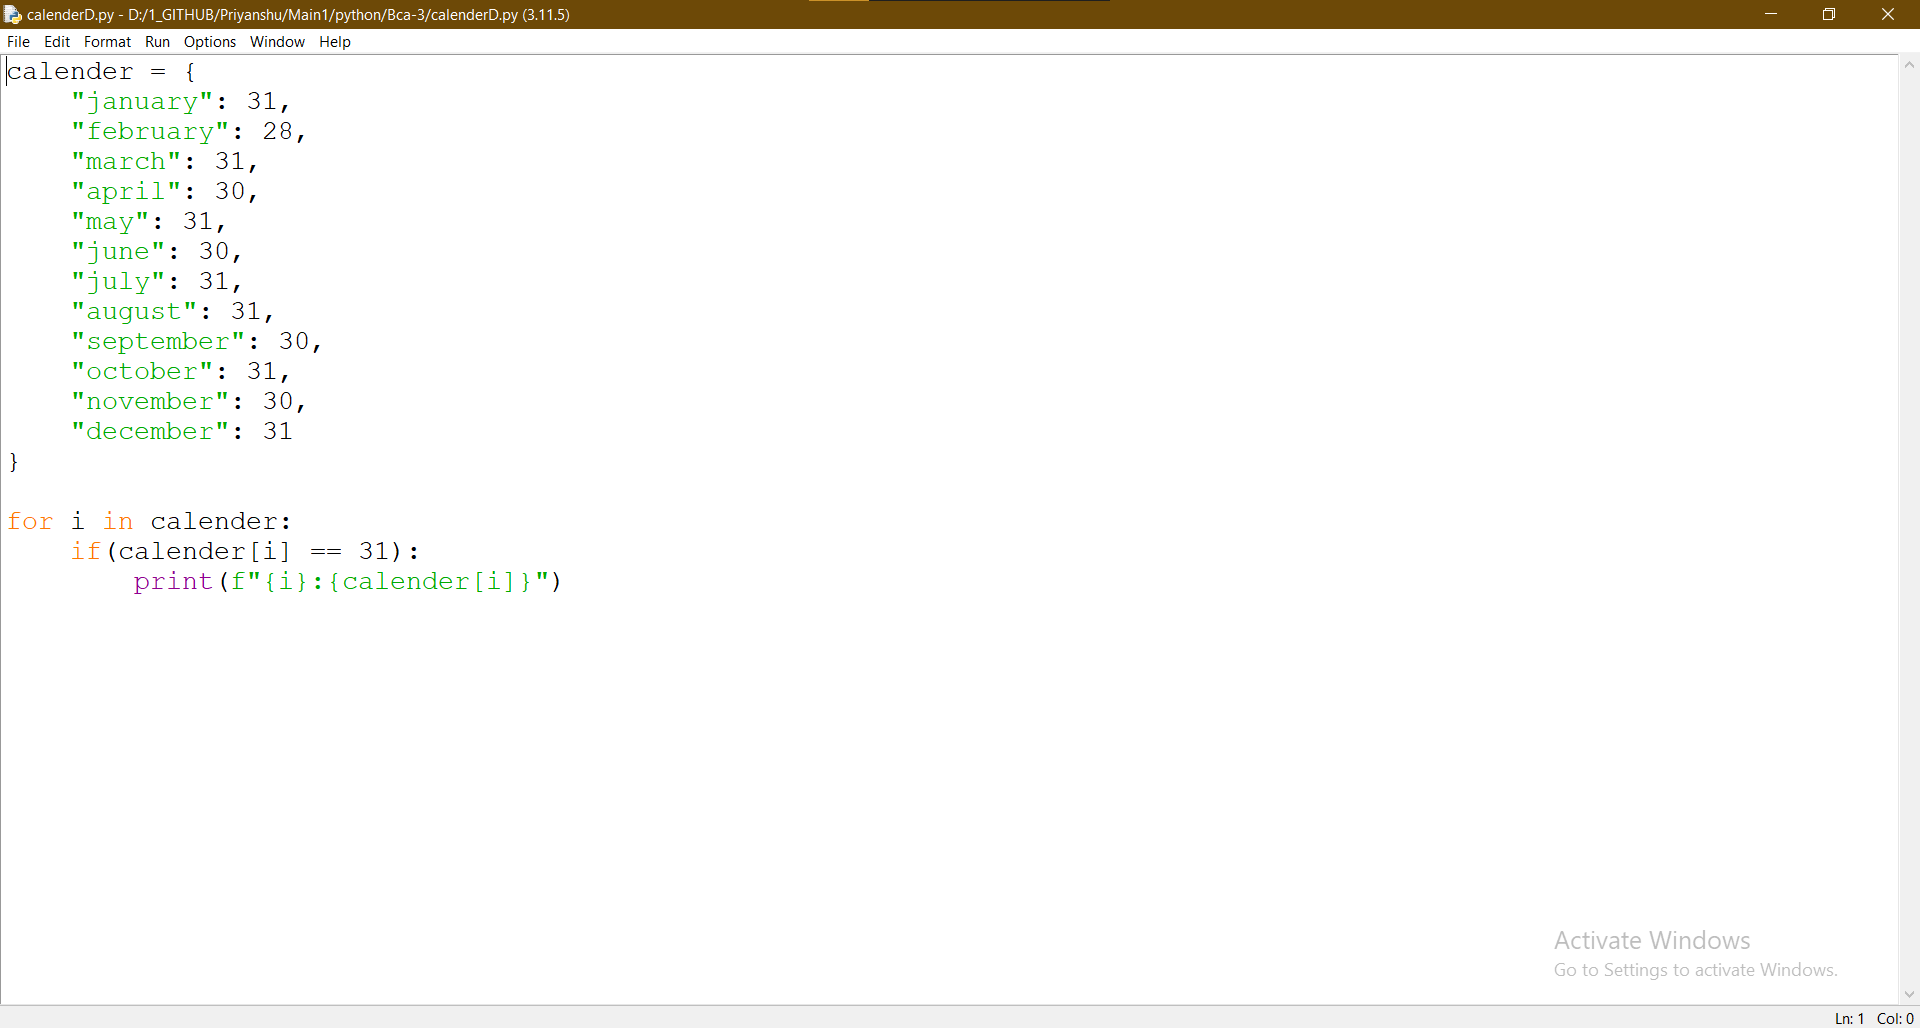 calenderD.py - D:/1_GITHUB/Priyanshu/Main1/python/Bca-3/calenderD.py (3.11.5)
File Edit Format Run Options Window Help
calender = {
    "january": 31,
    "february": 28,
    "march": 31,
    "april": 30,
    "may": 31,
    "june": 30,
    "july": 31,
    "august": 31,
    "september": 30,
    "october": 31,
    "november": 30,
    "december": 31
}
for i in calender:
    if(calender[i] == 31):
        print(f"{i}:{calender[i]}")
Activate Windows
Go to Settings to activate Windows.
Ln: 1 Col: 0